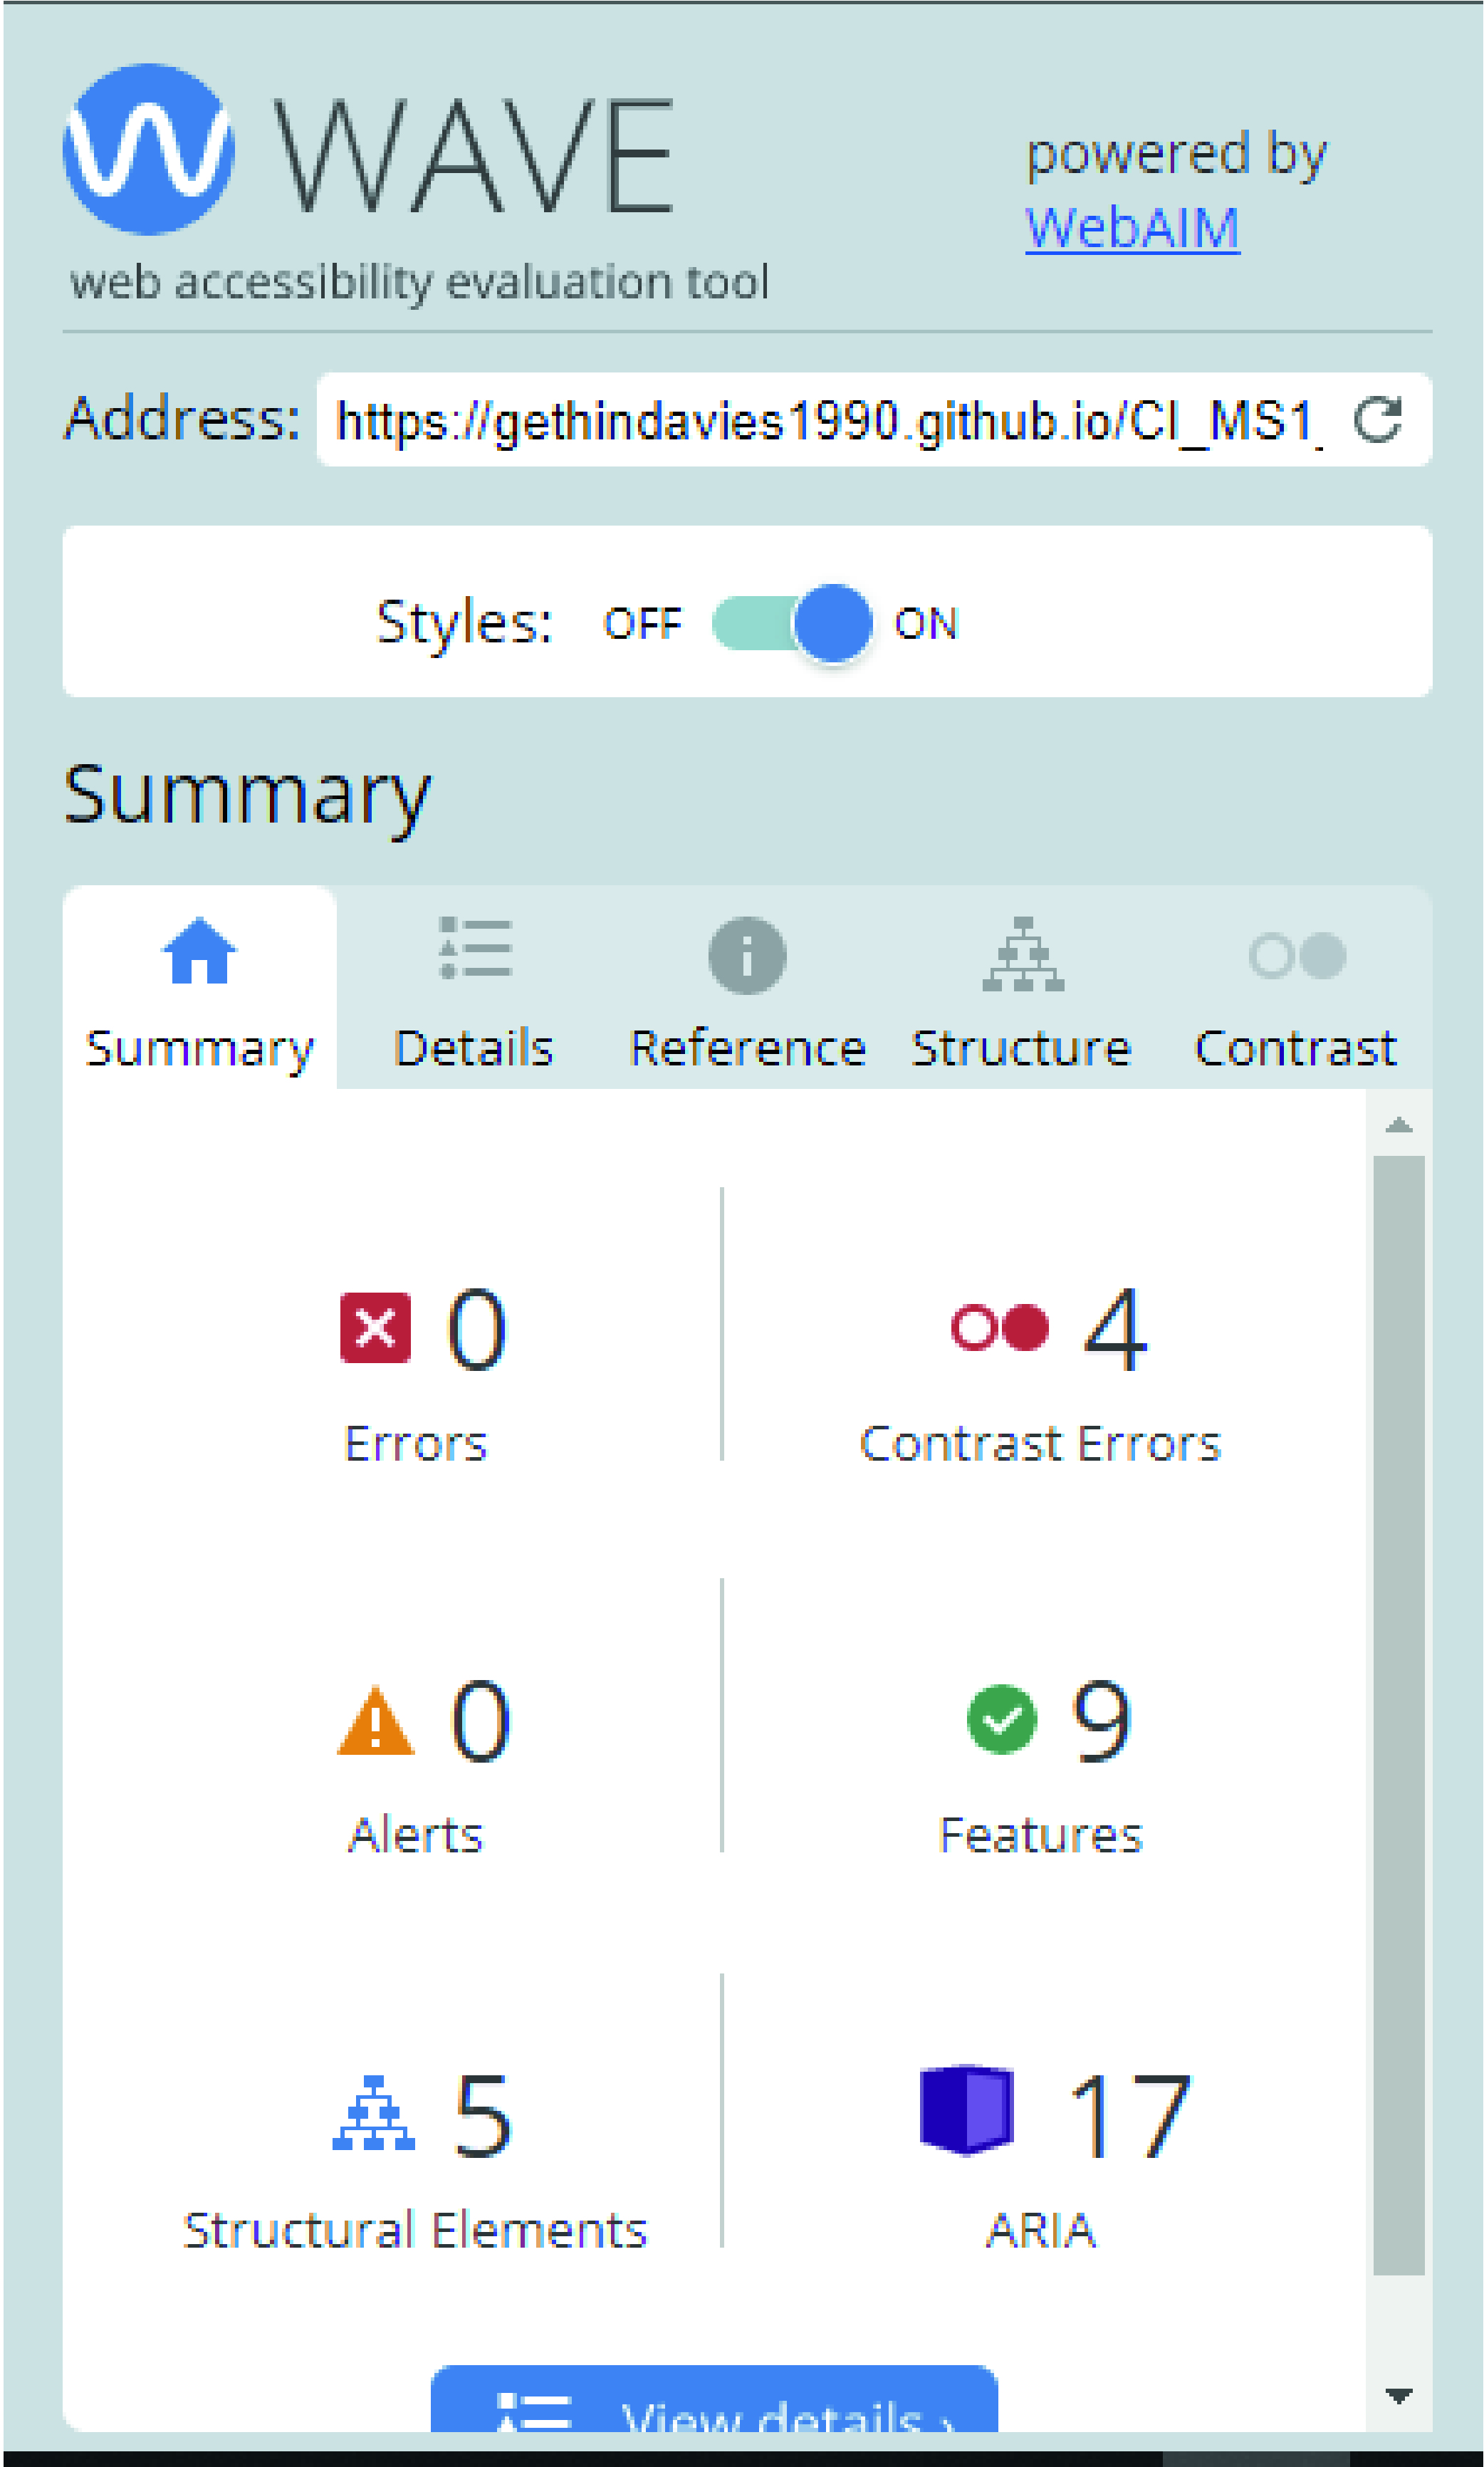 WAVE
powered by
WebAIM
web accessibility evaluation tool
Address: https://gethindavies1990.github.io/CI_MS1_
Styles: OFF ON
Summary
Summary Details Reference Structure Contrast
0 4
Errors Contrast Errors
0 9
Alerts Features
5 17
Structural Elements ARIA
View details ›